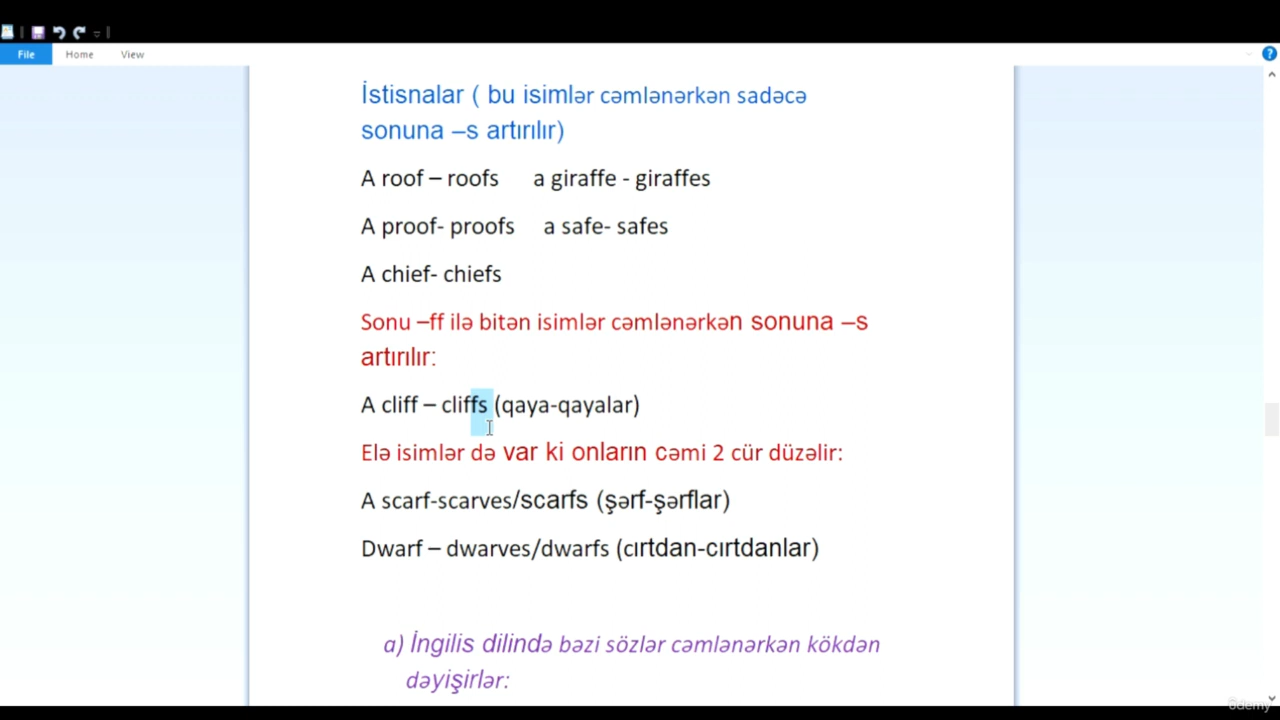 File Home View
İstisnalar ( bu isimlər cəmlənərkən sadəcə
sonuna –s artırılır)
A roof – roofs a giraffe - giraffes
A proof- proofs a safe- safes
A chief- chiefs
Sonu –ff ilə bitən isimlər cəmlənərkən sonuna –s
artırılır:
A cliff – cliffs (qaya-qayalar)
Elə isimlər də var ki onların cəmi 2 cür düzəlir:
A scarf-scarves/scarfs (şərf-şərflar)
Dwarf – dwarves/dwarfs (cırtdan-cırtdanlar)
a) İngilis dilində bəzi sözlər cəmlənərkən kökdən
dəyişirlər:
ûdemy